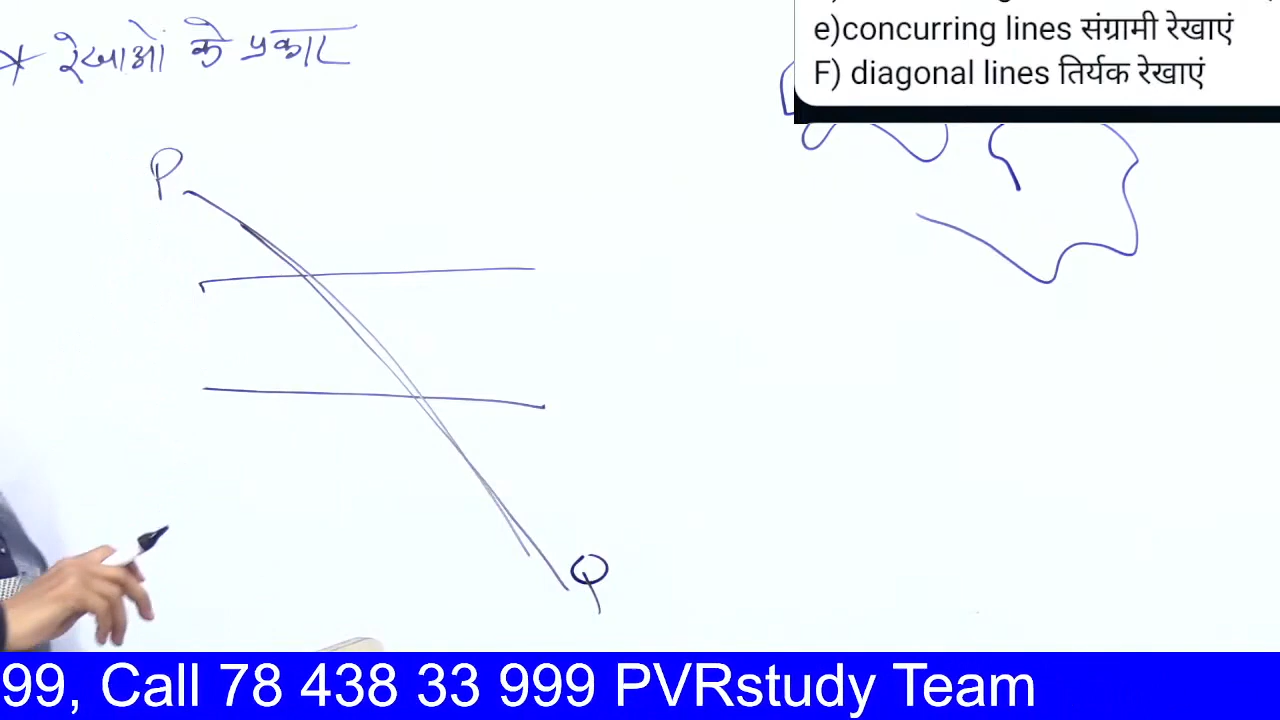 * रेखाओं के प्रकार
e)concurring lines संग्रामी रेखाएं
F) diagonal lines तिर्यक रेखाएं
P
Q
99, Call 78 438 33 999 PVRstudy Team